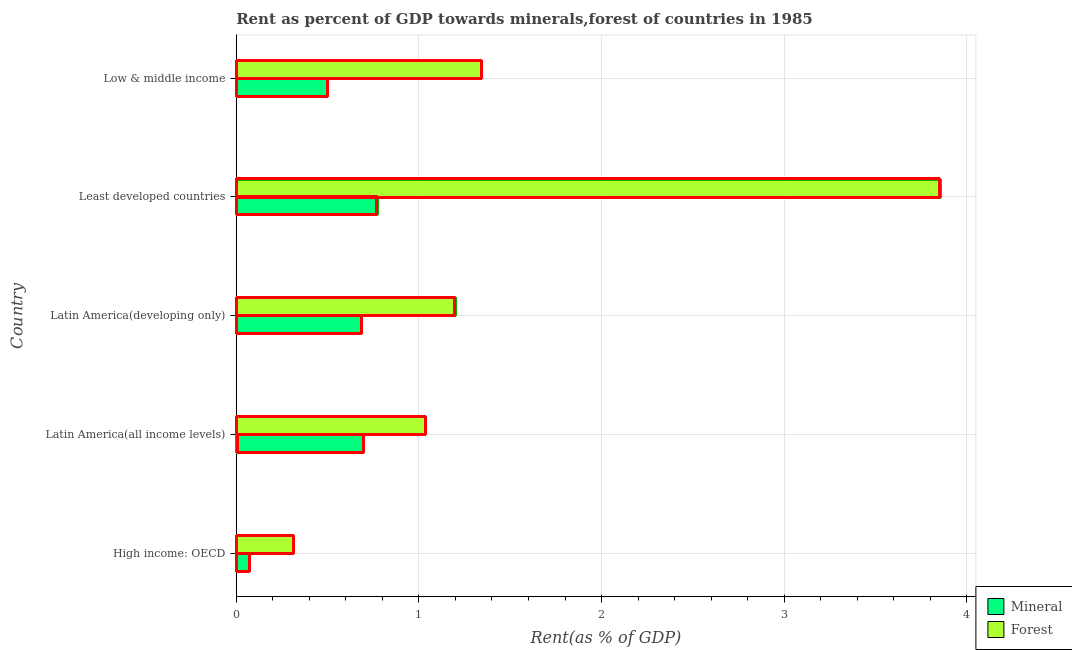 Rent as percent of GDP towards minerals,forest of countries in 1985
Low & middle income
Least developed countries
Latin America(developing only)
Latin America(all income levels)
High income: OECD
Country
0
1
2
3
4
Rent(as % of GDP)
Mineral
Forest